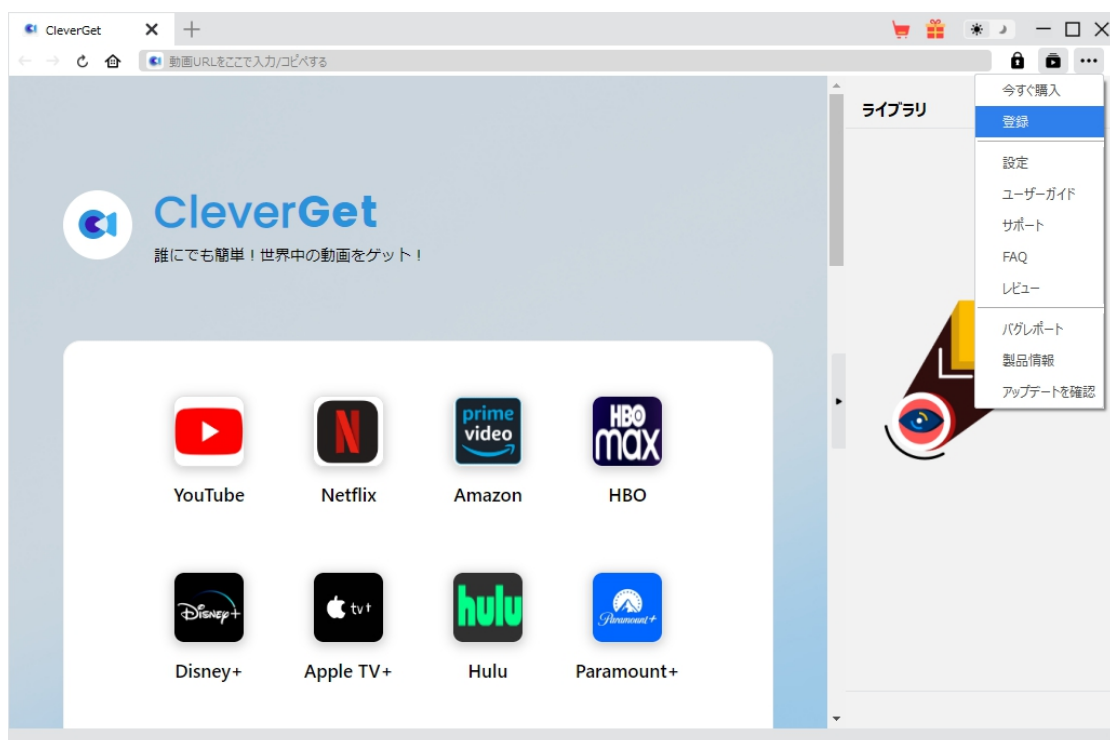 CleverGet
動画URLをここで入力/コピペする
今すぐ購入
登録
設定
ユーザーガイド
サポート
FAQ
レビュー
バグレポート
製品情報
アップデートを確認
ライブラリ
CleverGet
誰にでも簡単！世界中の動画をゲット！
prime video
HBO max
YouTube
Netflix
Amazon
HBO
Disney+
tv+
hulu
Paramount+
Disney+
Apple TV+
Hulu
Paramount+